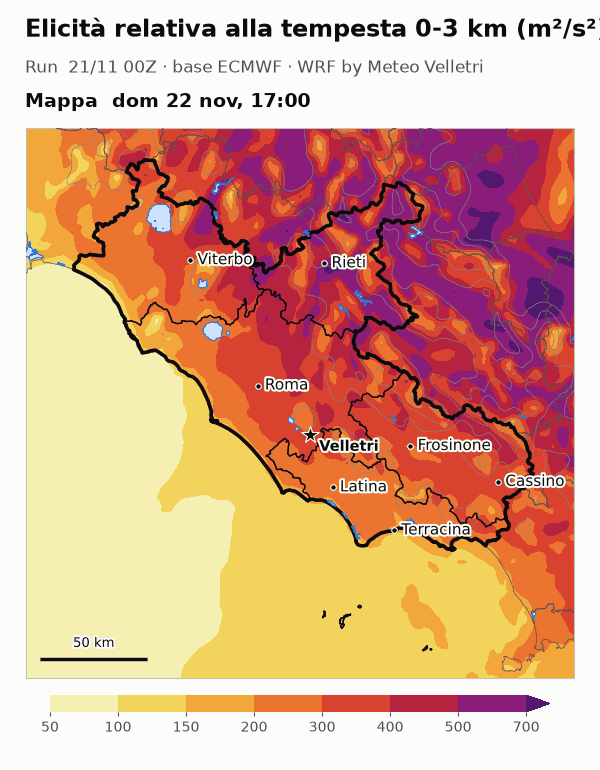 Elicità relativa alla tempesta 0-3 km (m²/s²)
Run 21/11 00Z · base ECMWF · WRF by Meteo Velletri
Mappa dom 22 nov, 17:00
Viterbo
Rieti
Roma
Velletri
Frosinone
Latina
Cassino
Terracina
50 km
50 100 150 200 300 400 500 700